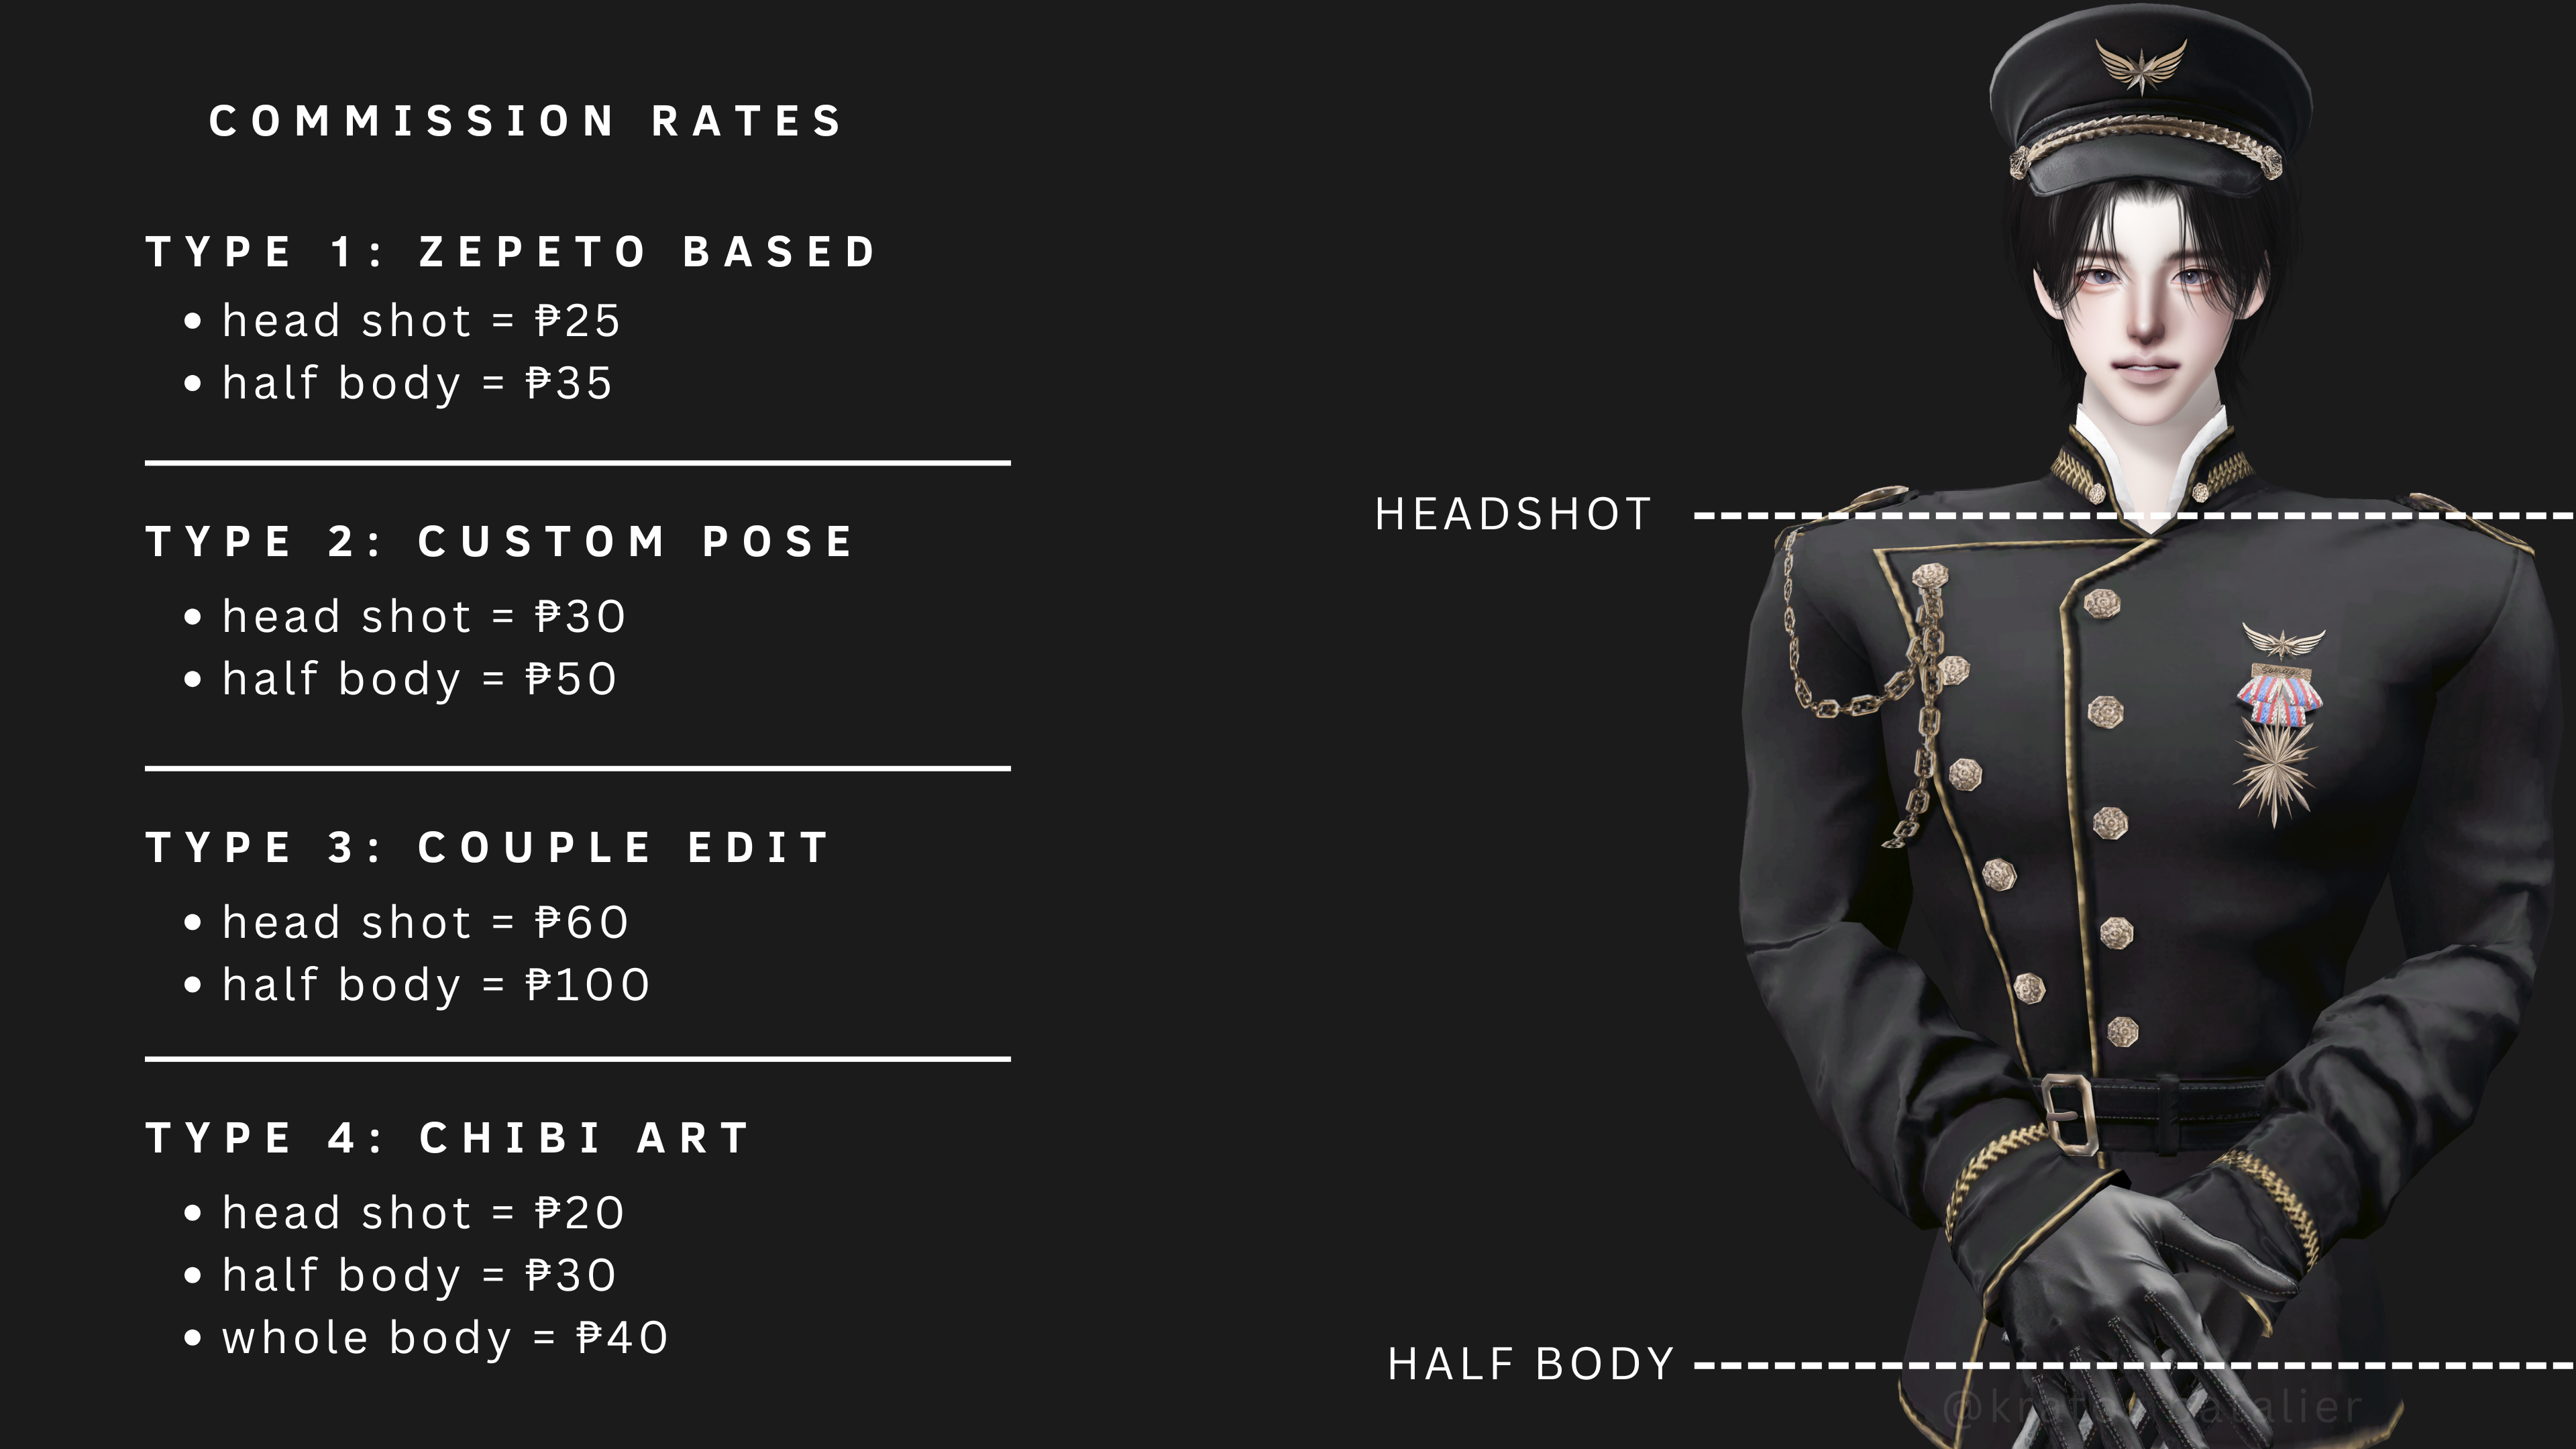 COMMISSION RATES
TYPE 1: ZEPETO BASED
• head shot = ₱25
• half body = ₱35
TYPE 2: CUSTOM POSE
• head shot = ₱30
• half body = ₱50
TYPE 3: COUPLE EDIT
• head shot = ₱60
• half body = ₱100
TYPE 4: CHIBI ART
• head shot = ₱20
• half body = ₱30
• whole body = ₱40
HEADSHOT
HALF BODY